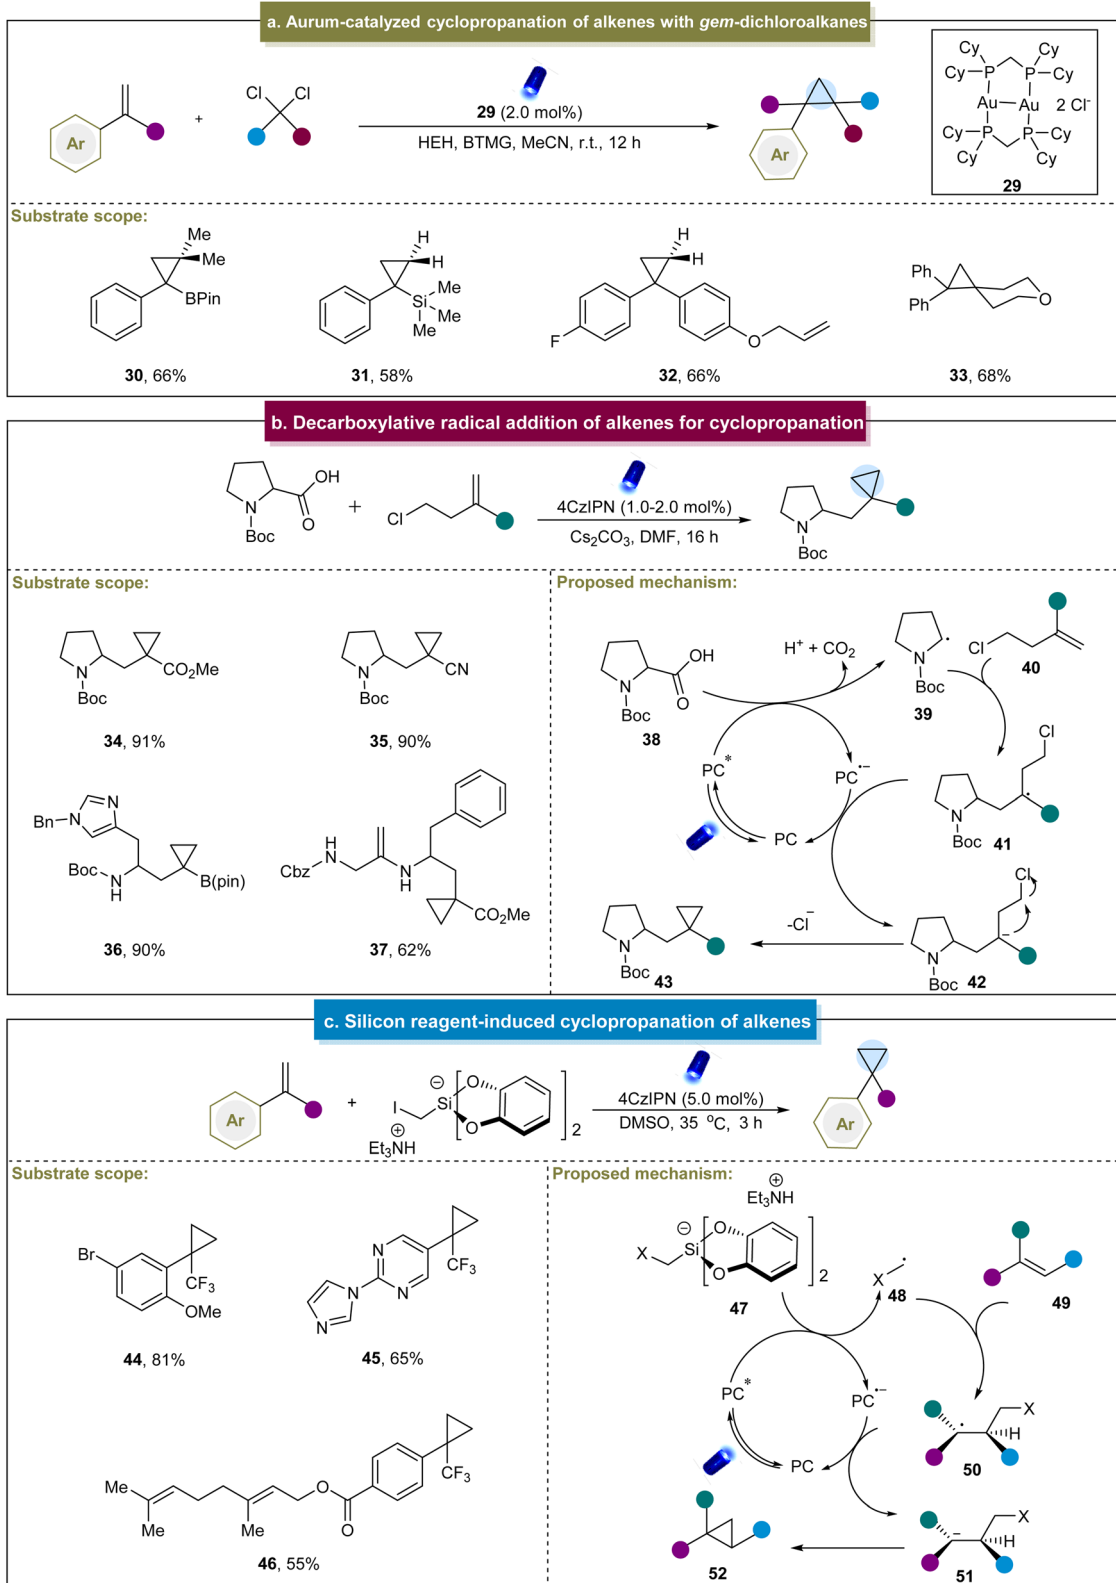 a. Aurum-catalyzed cyclopropanation of alkenes with gem-dichloroalkanes
Ar
+
Cl Cl
29 (2.0 mol%)
HEH, BTMG, MeCN, r.t., 12 h
Ar
Cy Cy
Cy P P Cy
Au Au 2 Cl-
Cy P P Cy
Cy Cy
29
Substrate scope:
Me
Me
BPin
30, 66%
H
H
Si Me
Me
Me
31, 58%
H
H
F
O
32, 66%
Ph
Ph
O
33, 68%
b. Decarboxylative radical addition of alkenes for cyclopropanation
OH
N O
Boc
+
Cl
4CzIPN (1.0-2.0 mol%)
Cs2CO3, DMF, 16 h
N
Boc
Substrate scope:
N
Boc
CO2Me
34, 91%
N
Boc
CN
35, 90%
N
Bn N
Boc N
H
B(pin)
36, 90%
H
N
Cbz
N
H
CO2Me
37, 62%
Proposed mechanism:
OH
N O
Boc
38
H+ + CO2
N
Boc
39
Cl
40
PC*
PC•−
PC
Cl
N
Boc
41
Cl
−
N
Boc
42
-Cl−
N
Boc
43
c. Silicon reagent-induced cyclopropanation of alkenes
Ar
+
I
⊖
Si
O
O
2
⊕
Et3NH
4CzIPN (5.0 mol%)
DMSO, 35 oC, 3 h
Ar
Substrate scope:
Br
CF3
OMe
44, 81%
N
N
N
N
CF3
45, 65%
Me
Me
Me
O
O
CF3
46, 55%
Proposed mechanism:
⊕
Et3NH
⊖
X
Si
O
O
2
47
X
48
49
PC*
PC•−
PC
X
H
50
X
−
H
51
52